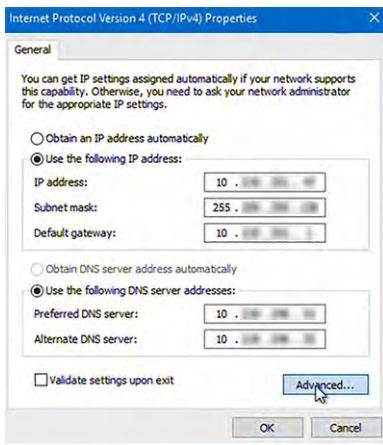 Internet Protocol Version 4 (TCP/IPv4) Properties
General
You can get IP settings assigned automatically if your network supports
this capability. Otherwise, you need to ask your network administrator
for the appropriate IP settings.
Obtain an IP address automatically
Use the following IP address:
IP address: 10 .
Subnet mask: 255 .
Default gateway: 10 .
Obtain DNS server address automatically
Use the following DNS server addresses:
Preferred DNS server: 10 .
Alternate DNS server: 10 .
Validate settings upon exit
Advanced...
OK Cancel